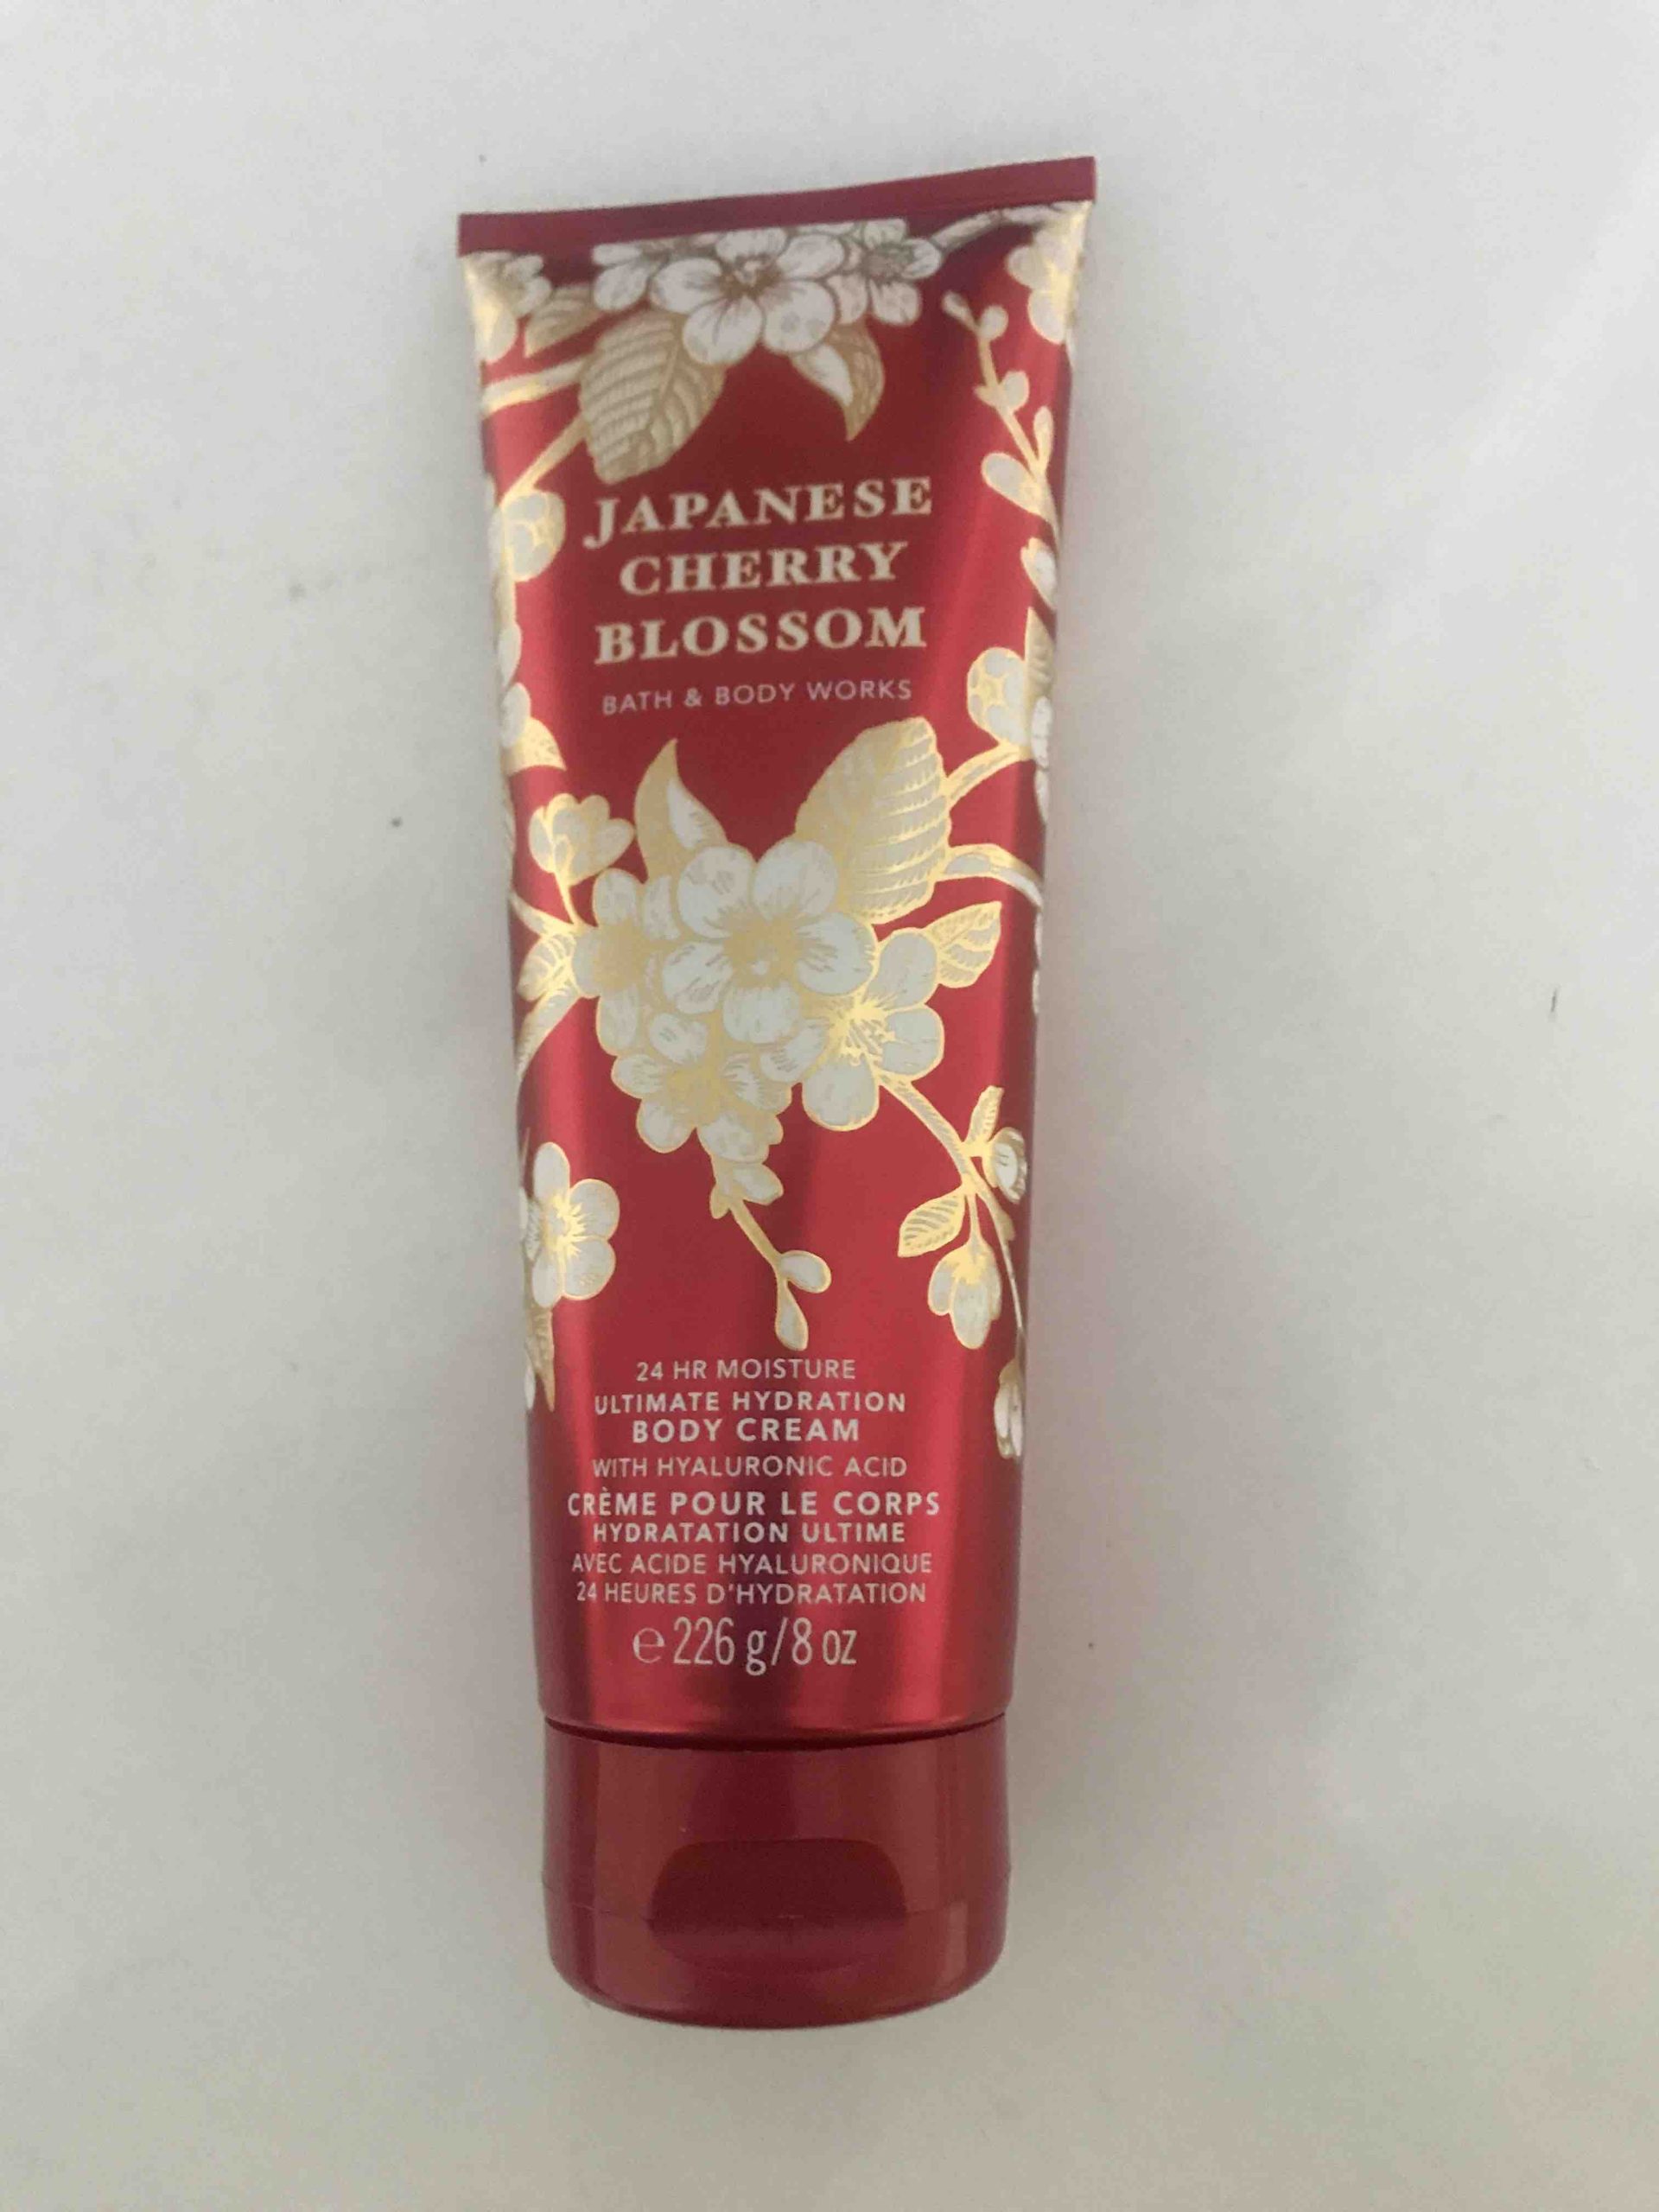 JAPANESE
CHERRY
BLOSSOM
BATH & BODY WORKS
24 HR MOISTURE
ULTIMATE HYDRATION
BODY CREAM
WITH HYALURONIC ACID
CRÈME POUR LE CORPS
HYDRATATION ULTIME
AVEC ACIDE HYALURONIQUE
24 HEURES D'HYDRATATION
℮ 226 g/8 oz